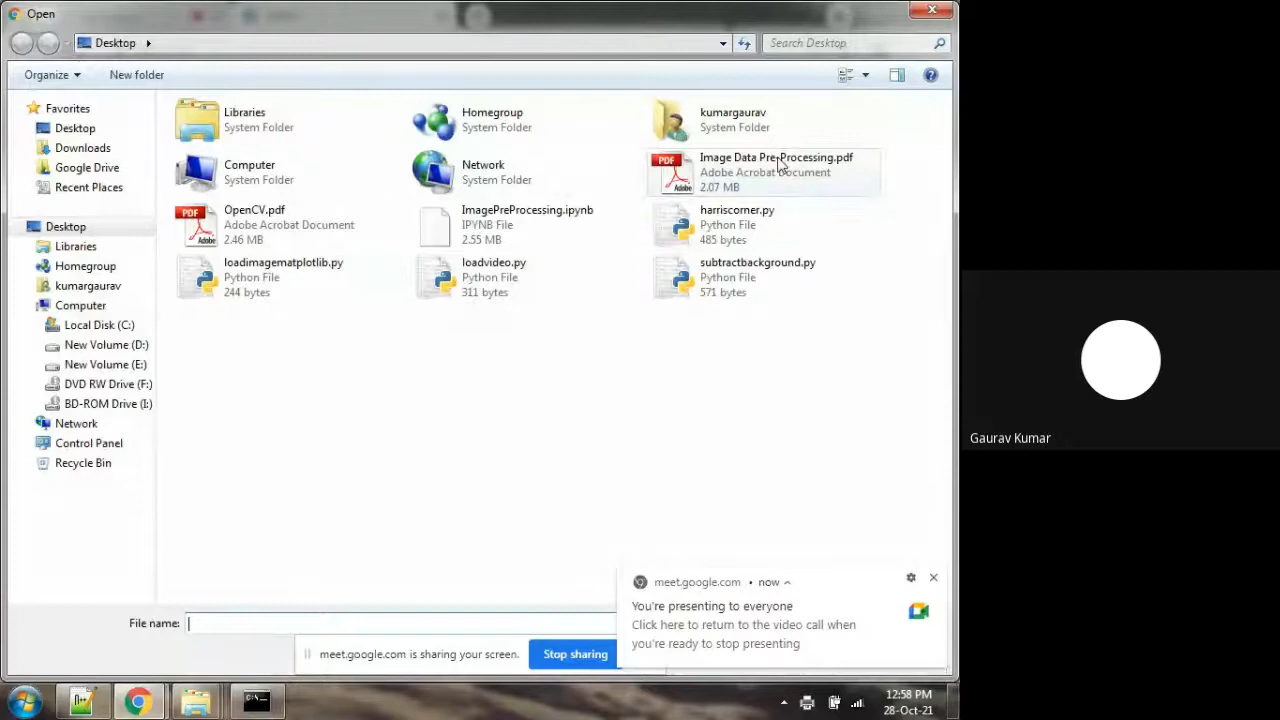 Open
Desktop
Search Desktop
Organize
New folder
Favorites
Desktop
Downloads
Google Drive
Recent Places
Desktop
Libraries
Homegroup
kumargaurav
Computer
Local Disk (C:)
New Volume (D:)
New Volume (E:)
DVD RW Drive (F:)
BD-ROM Drive (I:)
Network
Control Panel
Recycle Bin
Libraries
System Folder
Homegroup
System Folder
kumargaurav
System Folder
Computer
System Folder
Network
System Folder
PDF
Adobe
Image Data Pre-Processing.pdf
Adobe Acrobat Document
2.07 MB
PDF
Adobe
OpenCV.pdf
Adobe Acrobat Document
2.46 MB
ImagePreProcessing.ipynb
IPYNB File
2.55 MB
harriscorner.py
Python File
485 bytes
loadimagematplotlib.py
Python File
244 bytes
loadvideo.py
Python File
311 bytes
subtractbackground.py
Python File
571 bytes
File name:
meet.google.com is sharing your screen.
Stop sharing
meet.google.com • now
You're presenting to everyone
Click here to return to the video call when
you're ready to stop presenting
Gaurav Kumar
12:58 PM
28-Oct-21